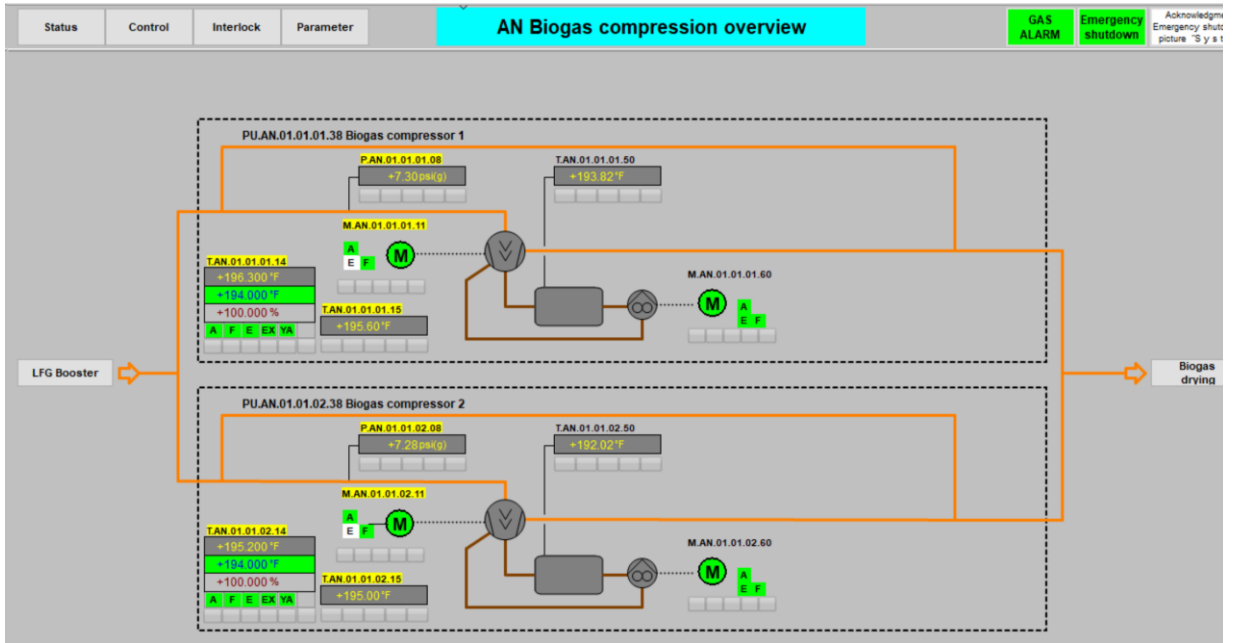 Status
Control
Interlock
Parameter
AN Biogas compression overview
GAS
ALARM
Emergency
shutdown
Acknowledgme
Emergency shutd
picture "S y s t
PU.AN.01.01.01.38 Biogas compressor 1
P.AN.01.01.01.08
+7.30psi(g)
T.AN.01.01.01.50
+193.82°F
M.AN.01.01.01.11
A
E F
M
T.AN.01.01.01.14
+196.300 °F
+194.000 °F
+100.000 %
A F E EX YA
T.AN.01.01.01.15
+195.60°F
M.AN.01.01.01.60
M
A
E F
LFG Booster
Biogas
drying
PU.AN.01.01.02.38 Biogas compressor 2
P.AN.01.01.02.08
+7.28psi(g)
T.AN.01.01.02.50
+192.02°F
M.AN.01.01.02.11
A
E F
M
T.AN.01.01.02.14
+195.200 °F
+194.000 °F
+100.000 %
A F E EX YA
T.AN.01.01.02.15
+195.00°F
M.AN.01.01.02.60
M
A
E F